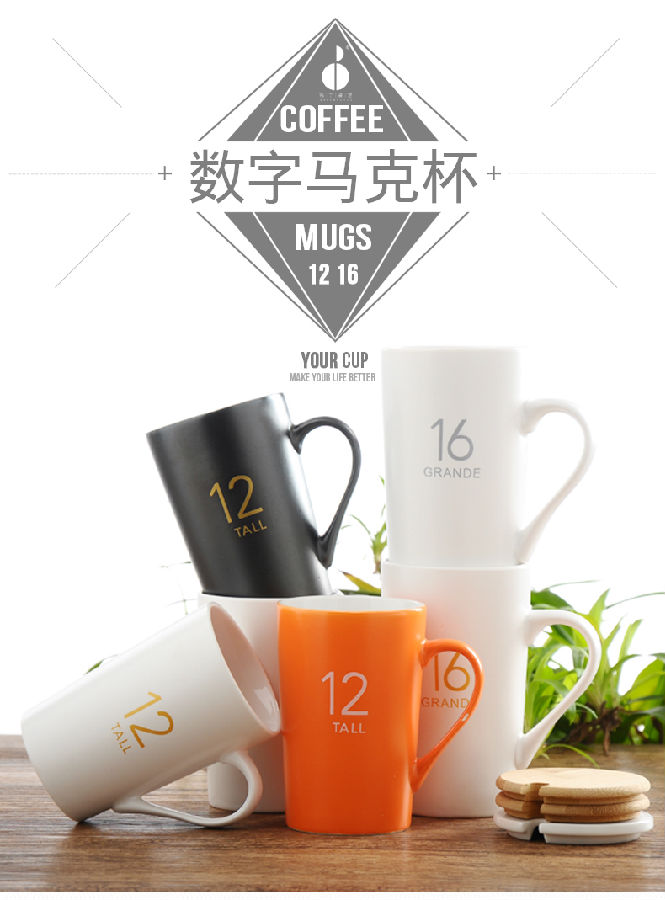 COFFEE
数字马克杯
MUGS
12 16
YOUR CUP
MAKE YOUR LIFE BETTER
16
GRANDE
12
TALL
16
GRAND
12
TALL
12
TALL